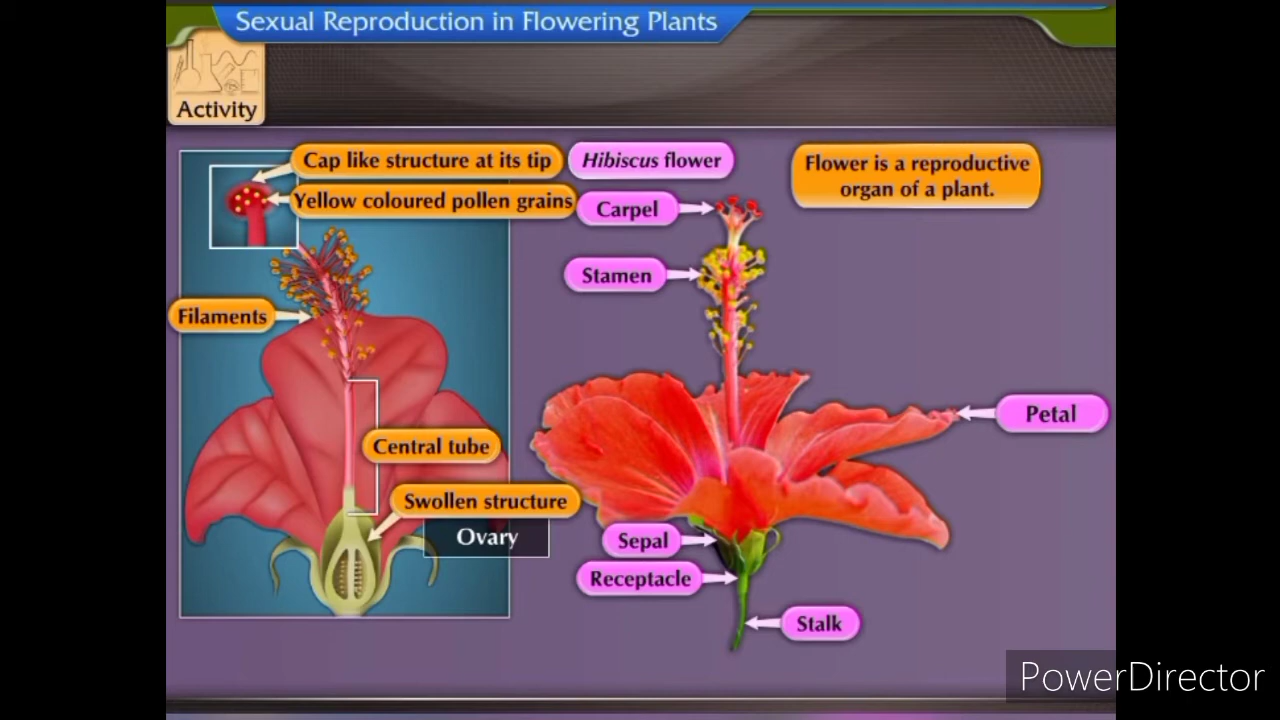 Sexual Reproduction in Flowering Plants
Activity
Cap like structure at its tip
Yellow coloured pollen grains
Filaments
Central tube
Swollen structure
Ovary
Hibiscus flower
Carpel
Stamen
Flower is a reproductive
organ of a plant.
Petal
Sepal
Receptacle
Stalk
PowerDirector